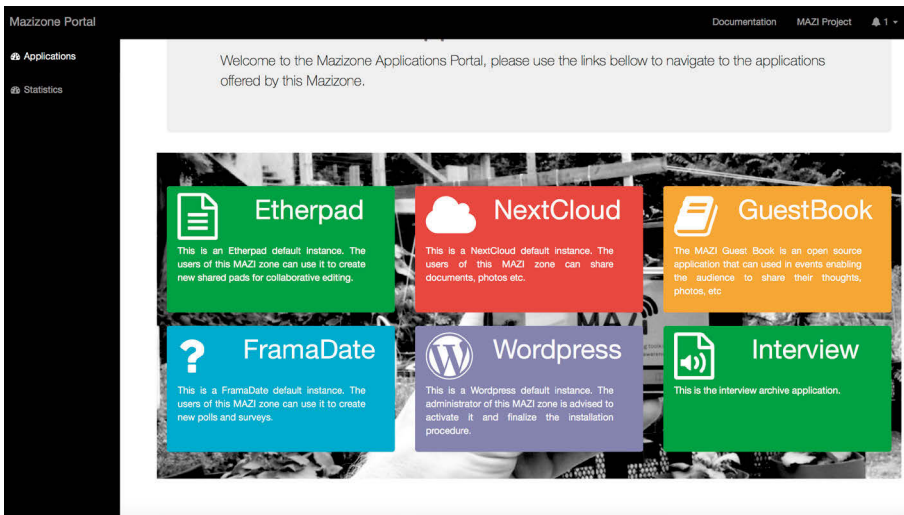 Mazizone Portal
Documentation MAZI Project 1
Applications
Statistics
Welcome to the Mazizone Applications Portal, please use the links bellow to navigate to the applications
offered by this Mazizone.
Etherpad
This is an Etherpad default instance. The
users of this MAZI zone can use it to create
new shared pads for collaborative editing.
NextCloud
This is a NextCloud default instance. The
users of this MAZI zone can share
documents, photos etc.
GuestBook
The MAZI Guest Book is an open source
application that can used in events enabling
the audience to share their thoughts,
photos, etc
MAZI
FramaDate
This is a FramaDate default instance. The
users of this MAZI zone can use it to create
new polls and surveys.
Wordpress
This is a Wordpress default instance. The
administrator of this MAZI zone is advised to
activate it and finalize the installation
procedure.
Interview
This is the interview archive application.